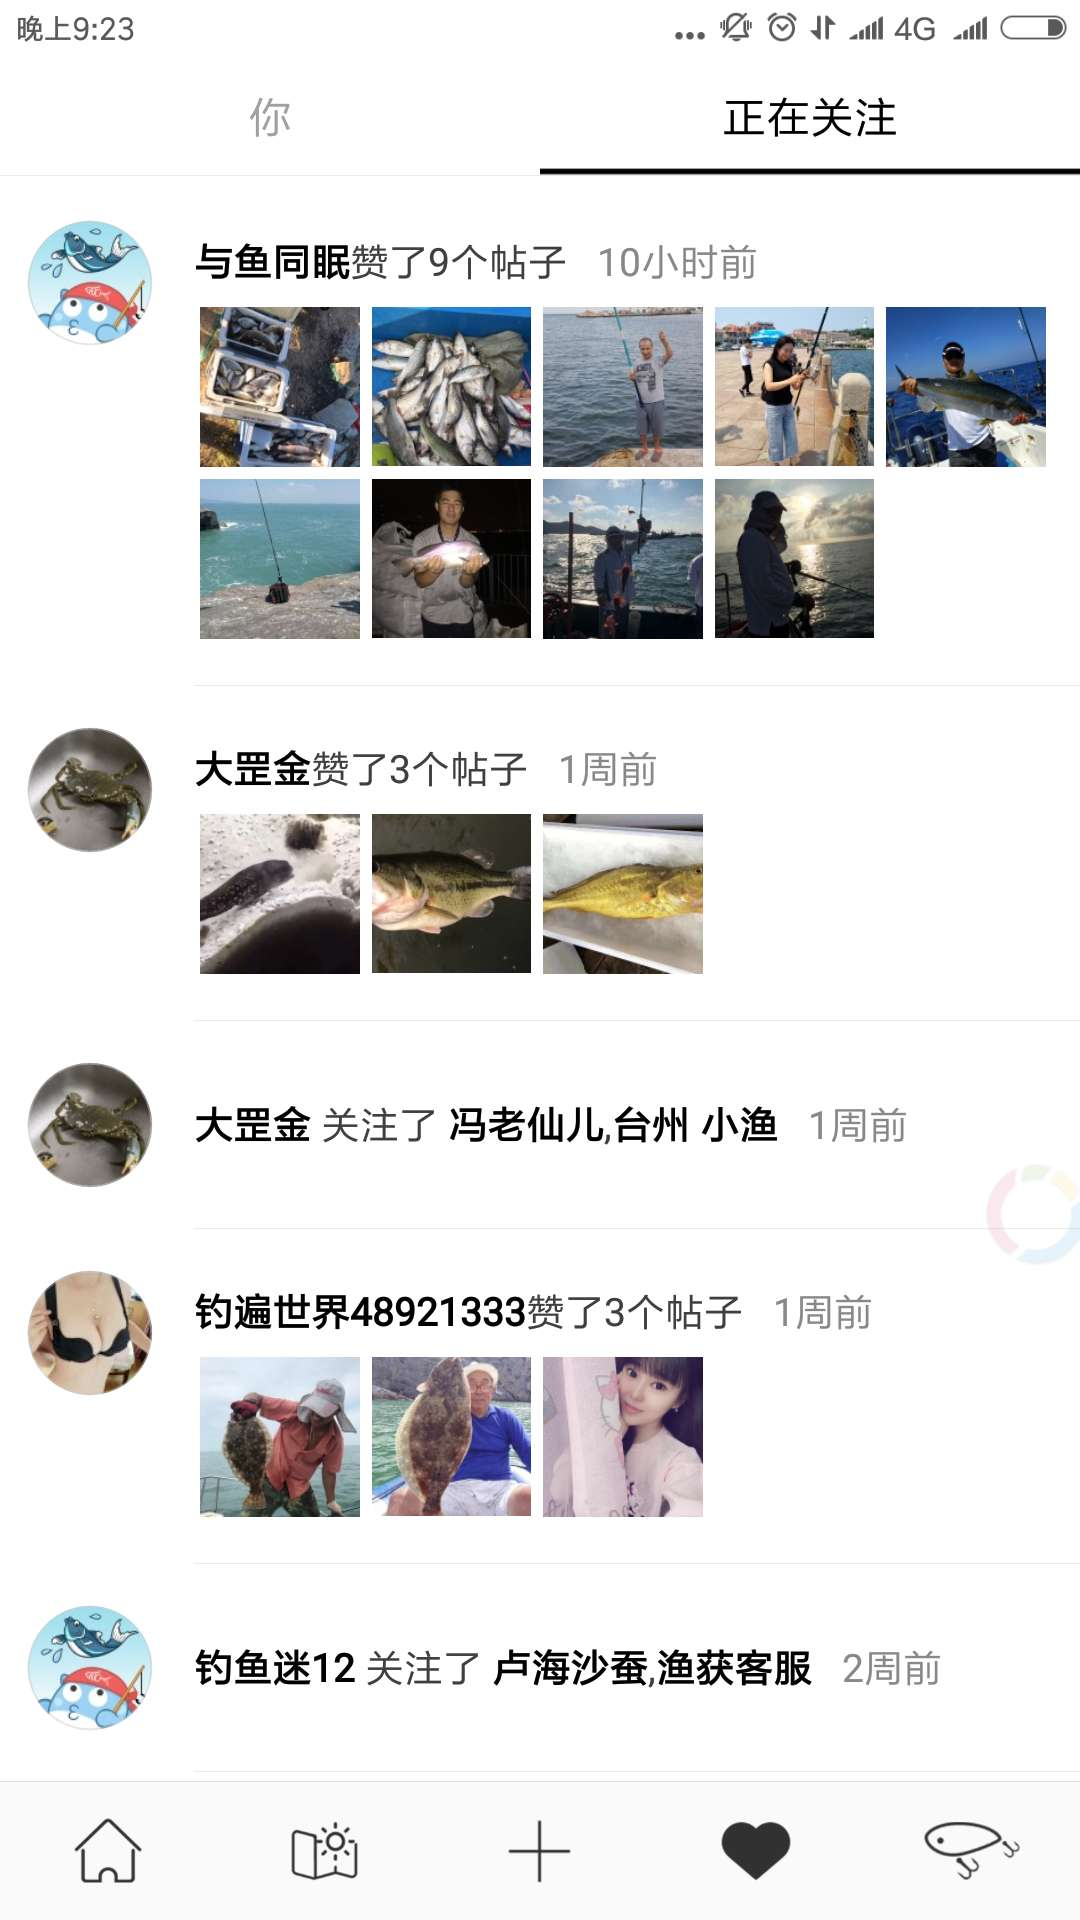 晚上9:23
... 4G
你
正在关注
与鱼同眠赞了9个帖子 10小时前
大罡金赞了3个帖子 1周前
大罡金 关注了 冯老仙儿,台州 小渔 1周前
钓遍世界48921333赞了3个帖子 1周前
钓鱼迷12 关注了 卢海沙蚕,渔获客服 2周前